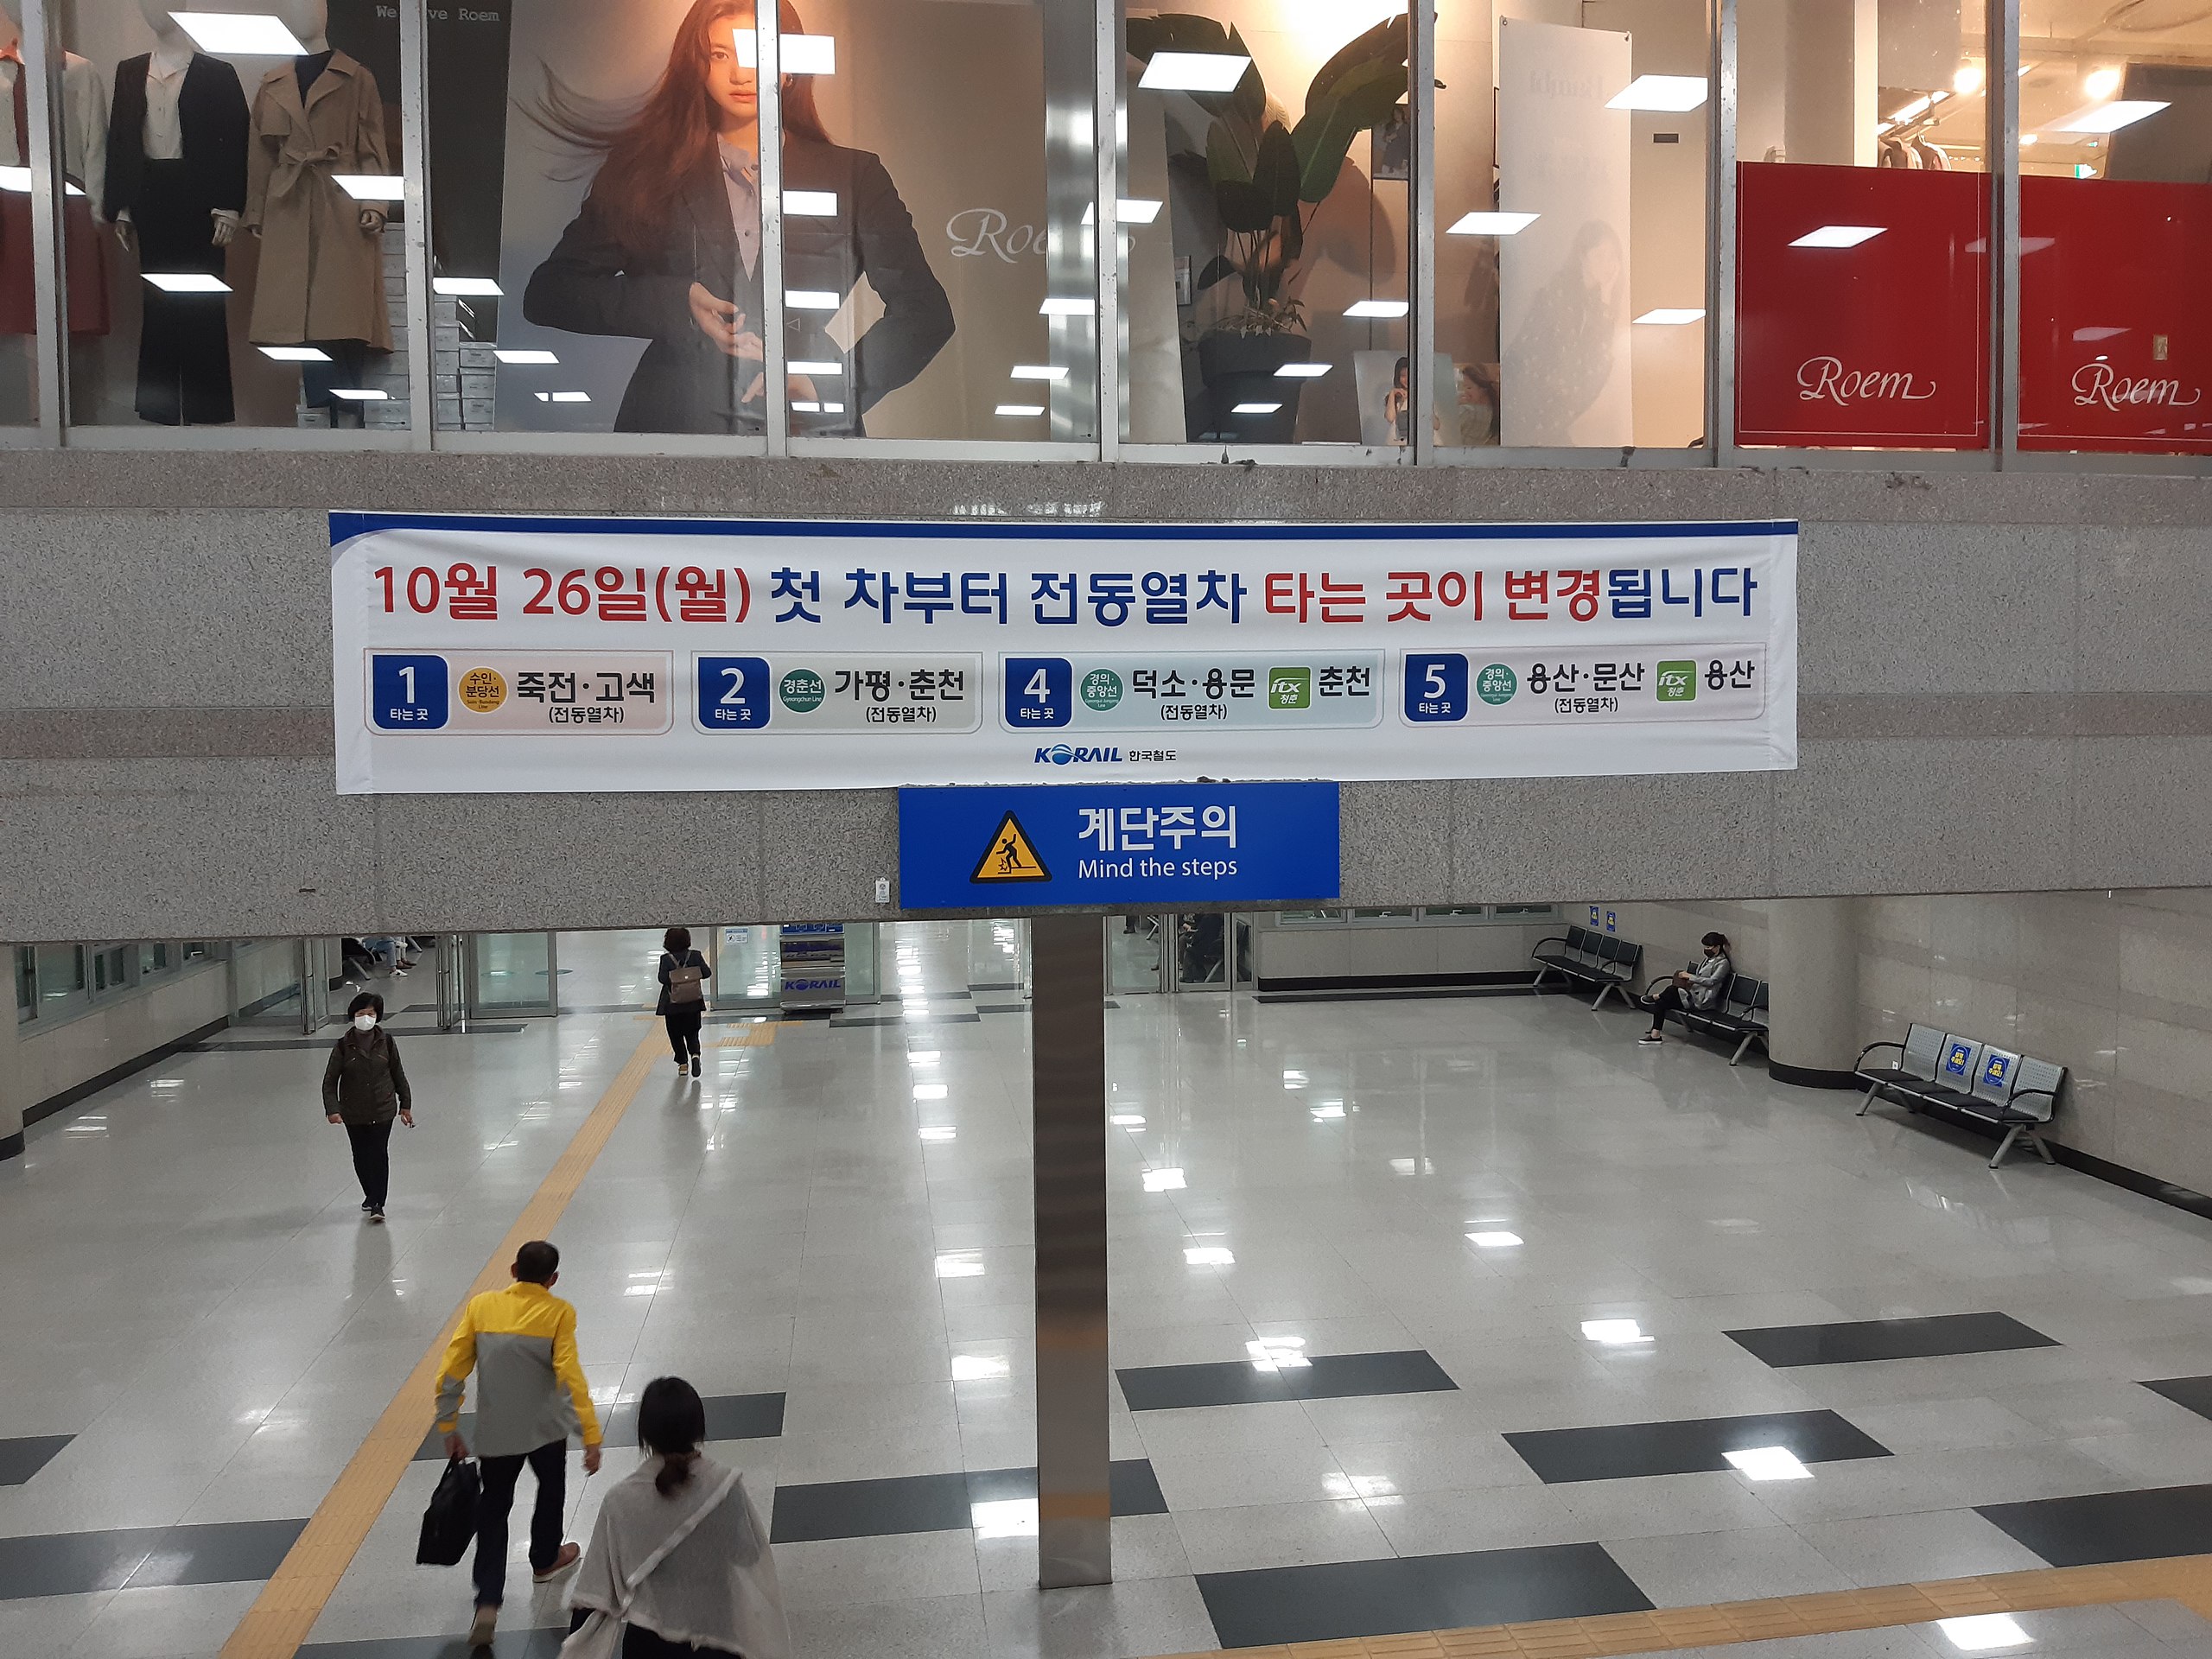 Roem
Roem
Roem
10월 26일(월) 첫 차부터 전동열차 타는 곳이 변경됩니다
1 타는 곳 수인·분당선 죽전·고색 (전동열차)
2 타는 곳 경춘선 Gyeongchun Line 가평·춘천 (전동열차)
4 타는 곳 경의·중앙선 덕소·용문 (전동열차) itx 청춘 춘천
5 타는 곳 경의·중앙선 용산·문산 (전동열차) itx 청춘 용산
KORAIL 한국철도
계단주의
Mind the steps
KORAIL